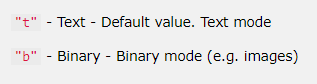 "t" - Text - Default value. Text mode
"b" - Binary - Binary mode (e.g. images)